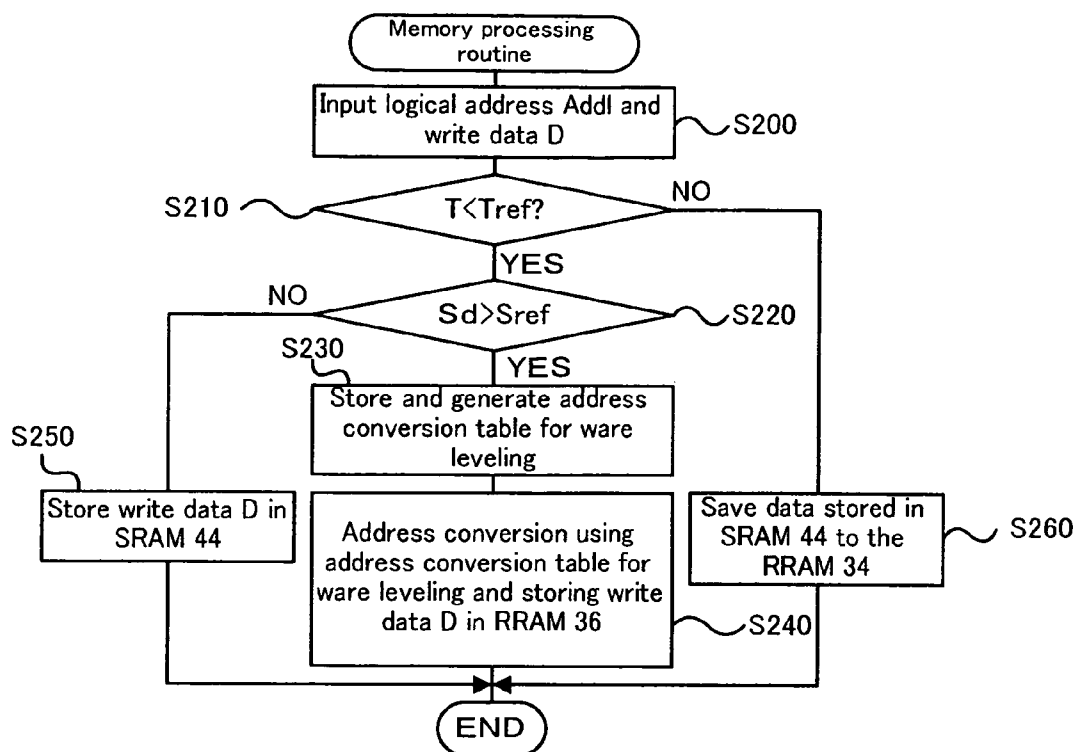 Memory processing
routine
Input logical address Addl and
write data D
S200
S210
T<Tref?
NO
YES
NO
Sd>Sref
S220
S230
YES
Store and generate address
conversion table for ware
leveling
S250
Store write data D in
SRAM 44
Address conversion using
address conversion table for
ware leveling and storing write
data D in RRAM 36
S240
Save data stored in
SRAM 44 to the
RRAM 34
S260
END